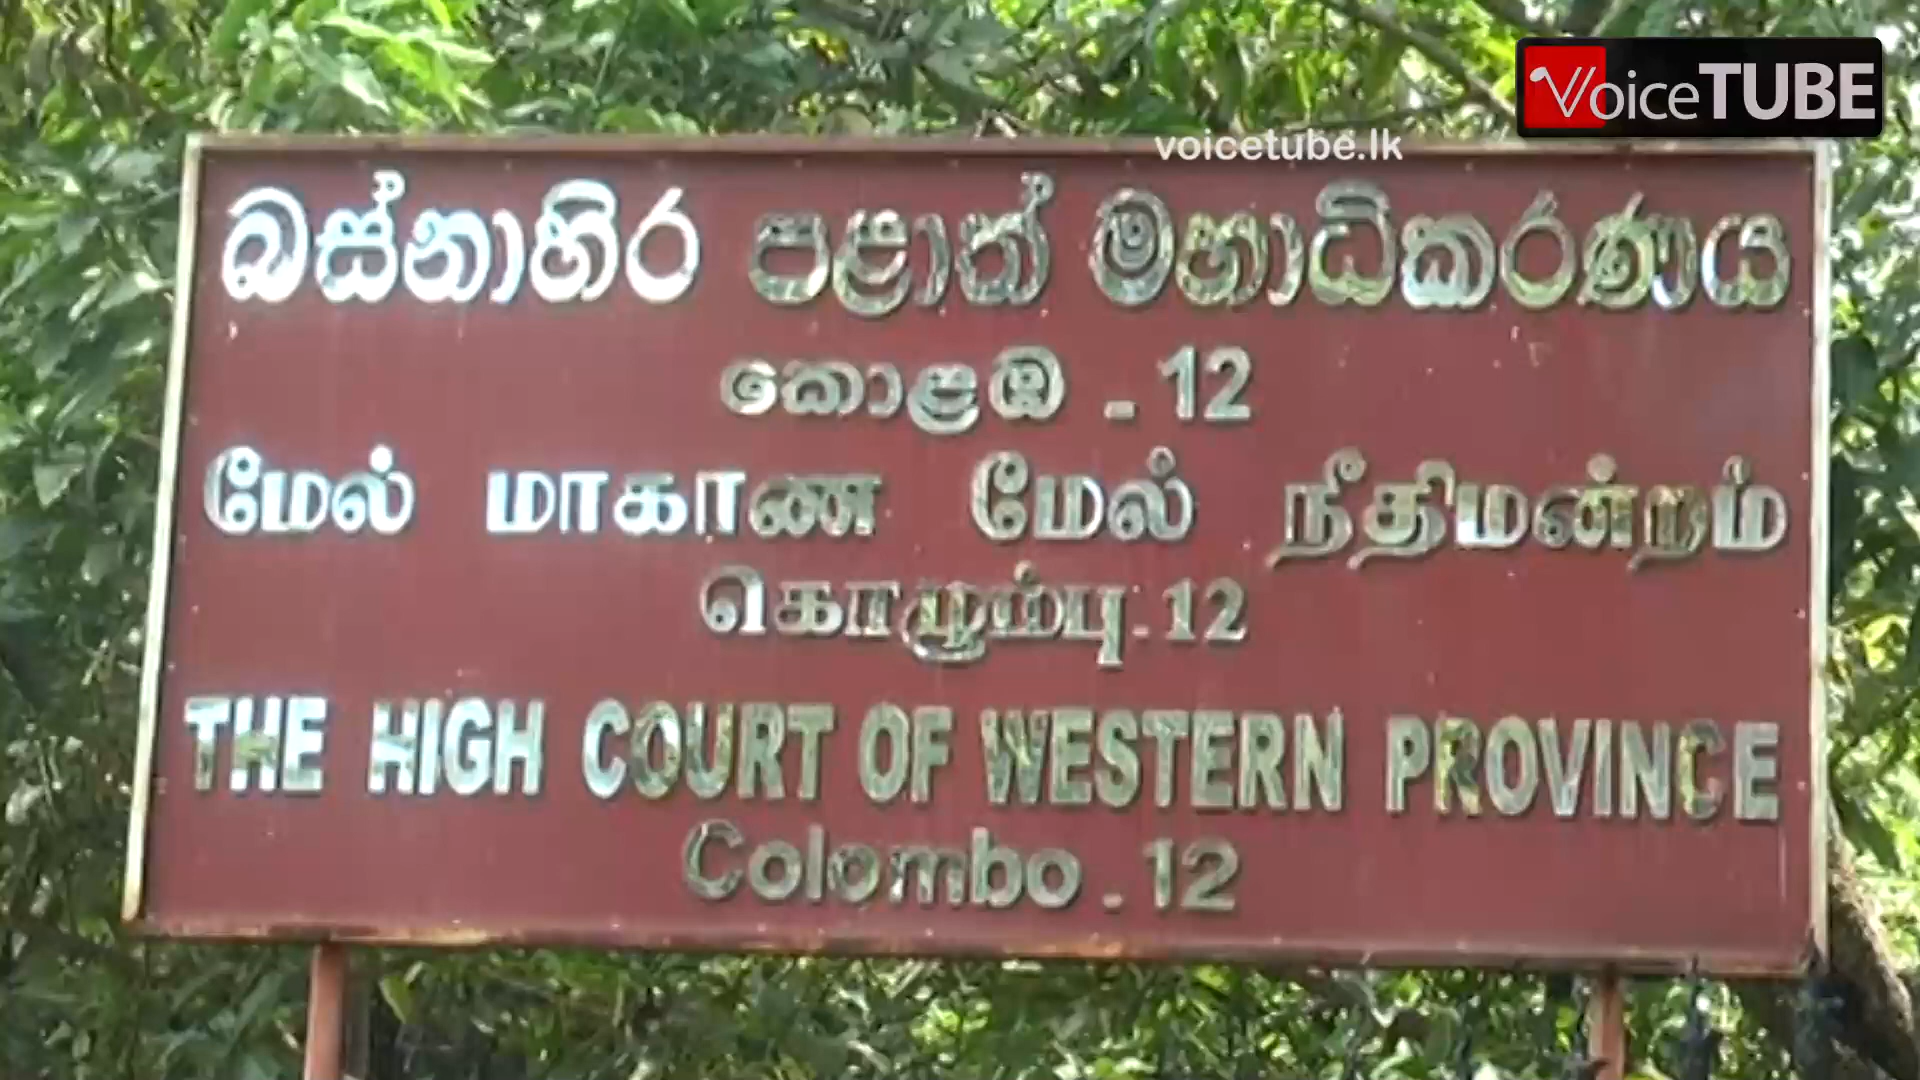 VoiceTUBE
voicetube.lk
බස්නාහිර පළාත් මහාධිකරණය
කොළඹ - 12
மேல் மாகாண மேல் நீதிமன்றம்
கொழும்பு - 12
THE HIGH COURT OF WESTERN PROVINCE
Colombo - 12